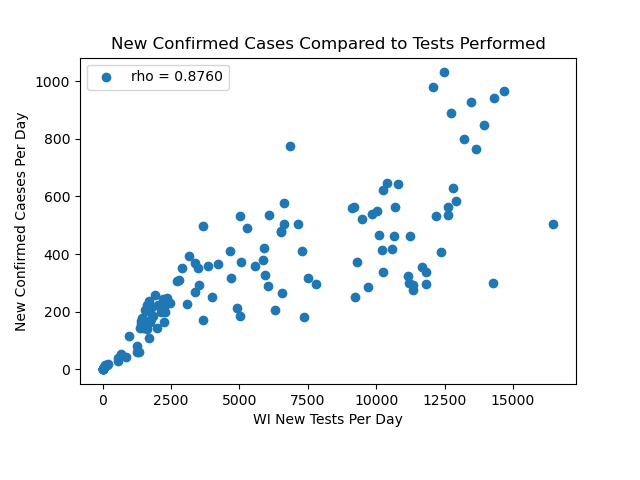 New Confirmed Cases Compared to Tests Performed
rho = 0.8760
New Confirmed Caeses Per Day
1000
800
600
400
200
0
0 2500 5000 7500 10000 12500 15000
WI New Tests Per Day